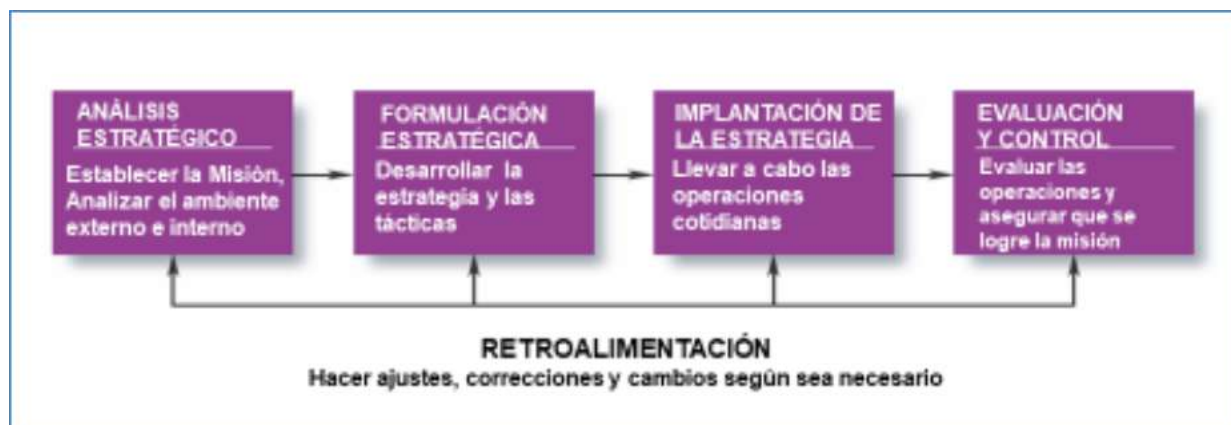 ANÁLISIS
ESTRATÉGICO
Establecer la Misión,
Analizar el ambiente
externo e interno
FORMULACIÓN
ESTRATÉGICA
Desarrollar la
estrategia y las
tácticas
IMPLANTACIÓN DE
LA ESTRATEGIA
Llevar a cabo las
operaciones
cotidianas
EVALUACIÓN
Y CONTROL
Evaluar las
operaciones y
asegurar que se
logre la misión
RETROALIMENTACIÓN
Hacer ajustes, correcciones y cambios según sea necesario